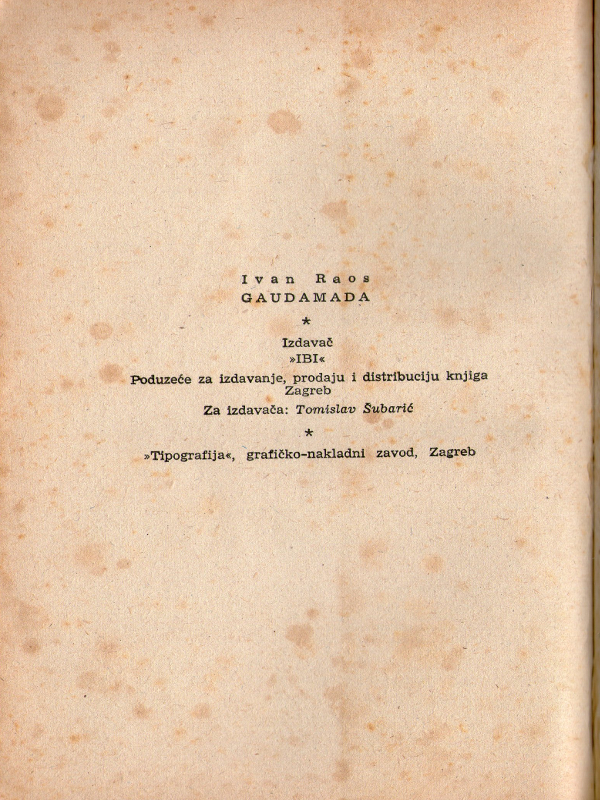 Ivan Raos
GAUDAMADA
*
Izdavač
»IBI«
Poduzeće za izdavanje, prodaju i distribuciju knjiga
Zagreb
Za izdavača: Tomislav Šubarić
*
»Tipografija«, grafičko-nakladni zavod, Zagreb